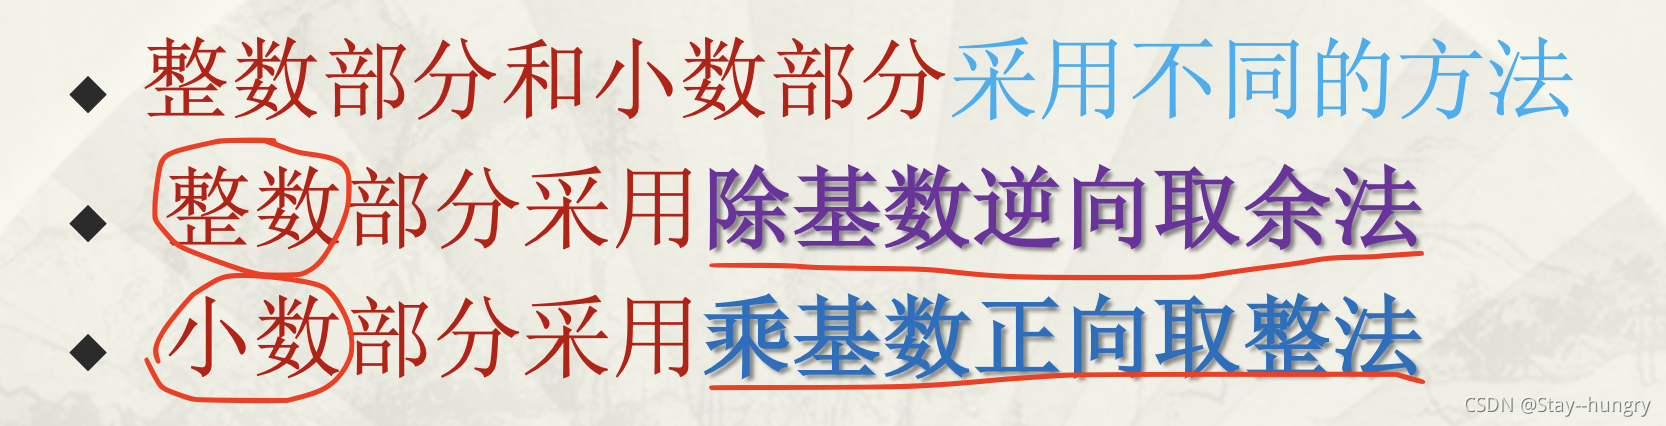 整数部分和小数部分采用不同的方法
整数部分采用除基数逆向取余法
小数部分采用乘基数正向取整法
CSDN @Stay--hungry